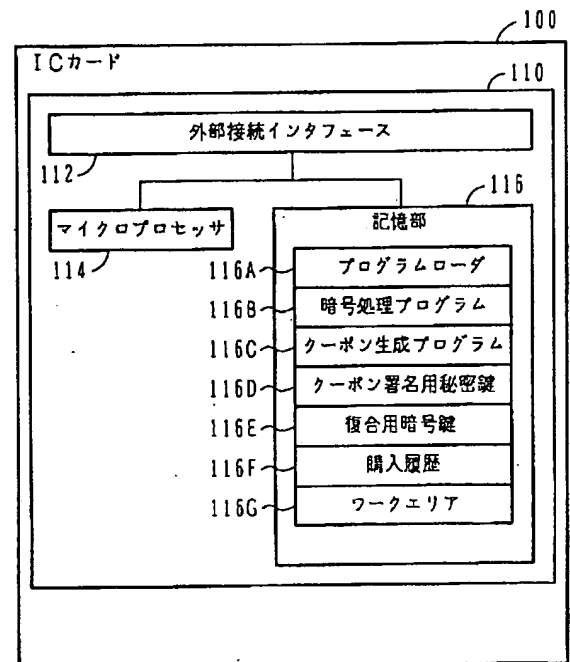 100
ICカード
110
外部接続インタフェース
112
116
マイクロプロセッサ
114
記憶部
116A
プログラムローダ
116B
暗号処理プログラム
116C
クーポン生成プログラム
116D
クーポン署名用秘密鍵
116E
復合用暗号鍵
116F
購入履歴
116G
ワークエリア